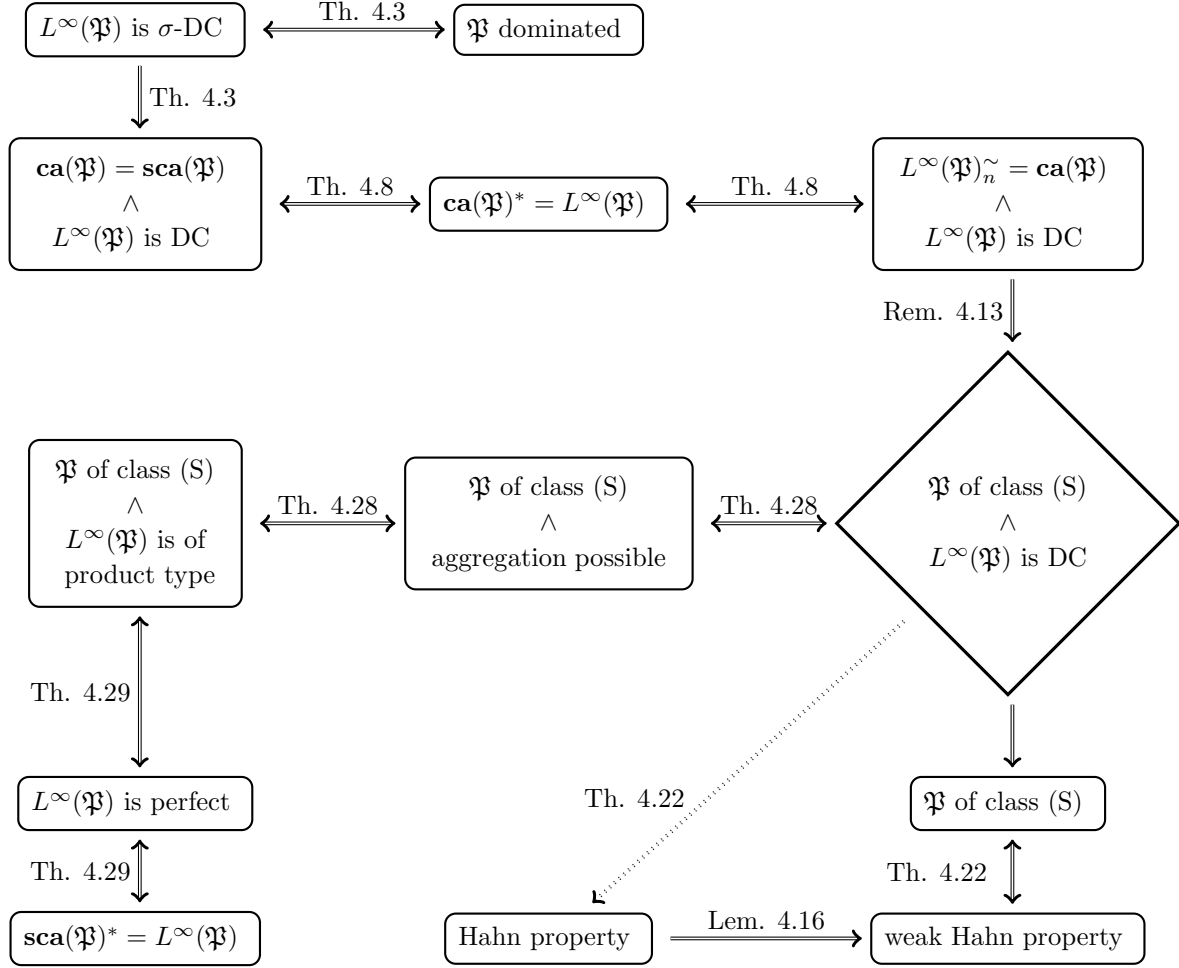 L^∞(𝔓) is σ-DC
Th. 4.3
𝔓 dominated
Th. 4.3
ca(𝔓) = sca(𝔓)
∧
L^∞(𝔓) is DC
Th. 4.8
ca(𝔓)* = L^∞(𝔓)
Th. 4.8
L^∞(𝔓)_n^~ = ca(𝔓)
∧
L^∞(𝔓) is DC
Rem. 4.13
𝔓 of class (S)
∧
L^∞(𝔓) is of
product type
Th. 4.28
𝔓 of class (S)
∧
aggregation possible
Th. 4.28
𝔓 of class (S)
∧
L^∞(𝔓) is DC
Th. 4.29
Th. 4.22
L^∞(𝔓) is perfect
𝔓 of class (S)
Th. 4.29
Th. 4.22
sca(𝔓)* = L^∞(𝔓)
Hahn property
Lem. 4.16
weak Hahn property